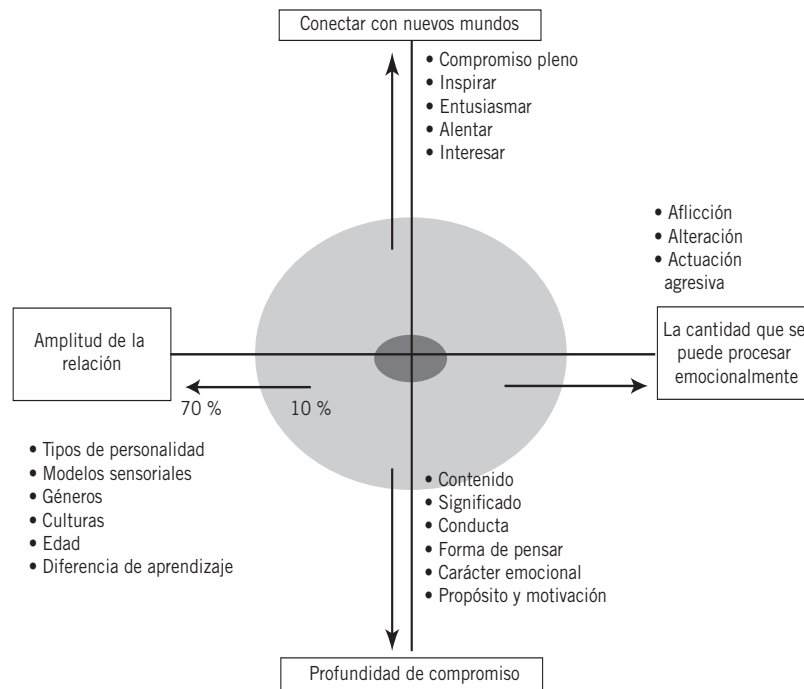 Conectar con nuevos mundos
• Compromiso pleno
• Inspirar
• Entusiasmar
• Alentar
• Interesar
• Aflicción
• Alteración
• Actuación
agresiva
Amplitud de la
relación
La cantidad que se
puede procesar
emocionalmente
70 % 10 %
• Tipos de personalidad
• Modelos sensoriales
• Géneros
• Culturas
• Edad
• Diferencia de aprendizaje
• Contenido
• Significado
• Conducta
• Forma de pensar
• Carácter emocional
• Propósito y motivación
Profundidad de compromiso